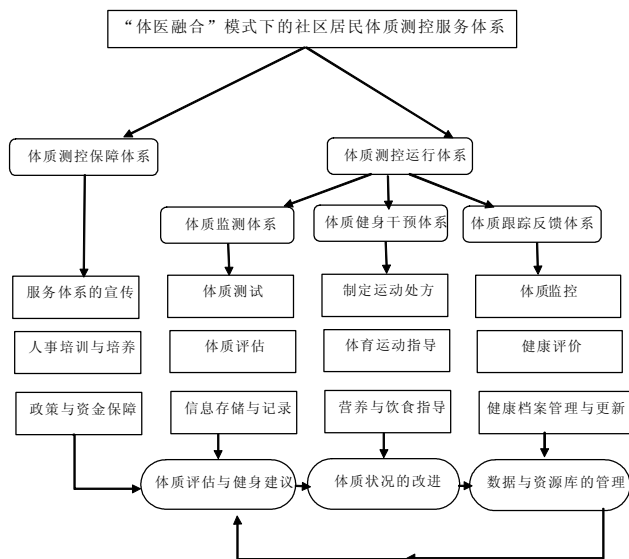 “体医融合”模式下的社区居民体质测控服务体系
体质测控保障体系
体质测控运行体系
体质监测体系
体质健身干预体系
体质跟踪反馈体系
服务体系的宣传
体质测试
制定运动处方
体质监控
人事培训与培养
体质评估
体育运动指导
健康评价
政策与资金保障
信息存储与记录
营养与饮食指导
健康档案管理与更新
体质评估与健身建议
体质状况的改进
数据与资源库的管理